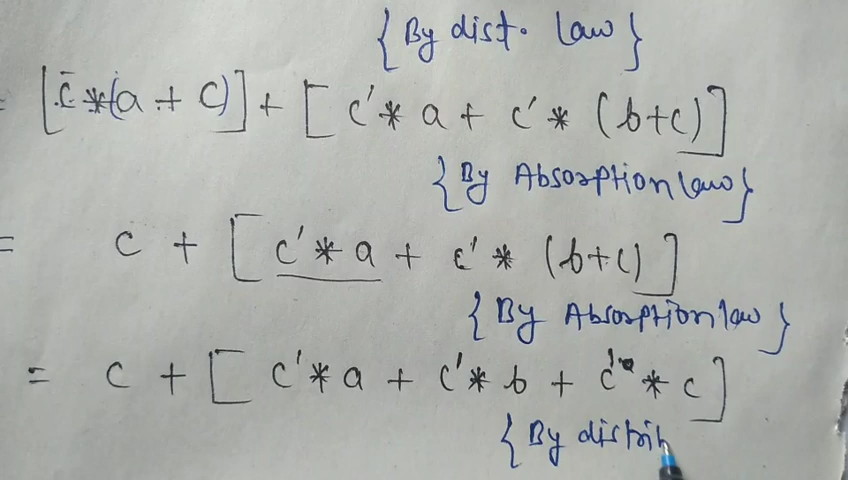 {By dist. law}
= [c *(a + c)] + [c' * a + c' * (b+c)]
{By Absorption law}
= c + [c' * a + c' * (b+c)]
{By Absorption law}
= c + [c' * a + c' * b + c' * c]
{By distrib